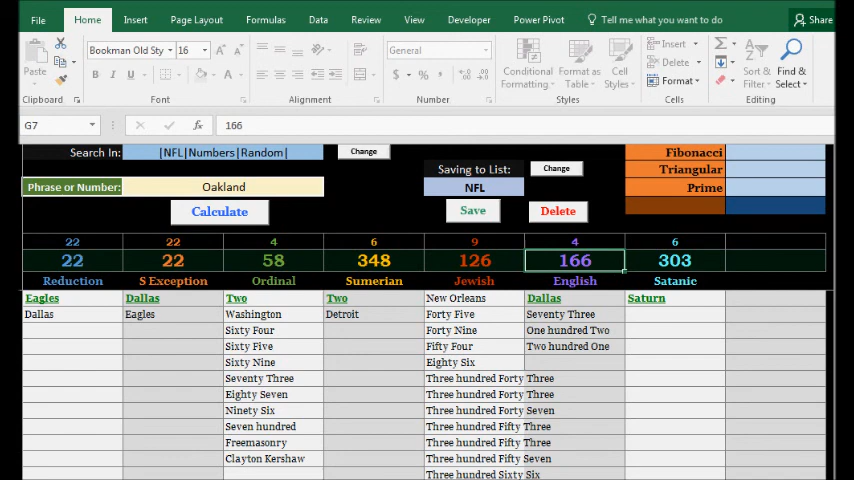 File Home Insert Page Layout Formulas Data Review View Developer Power Pivot Tell me what you want to do Share
Bookman Old Sty 16 General Insert
Paste Conditional Formatting Format as Table Cell Styles Delete Format Sort & Filter Find & Select
Clipboard Font Alignment Number Styles Cells Editing
G7 fx 166
Search In: |NFL|Numbers|Random| Change Fibonacci
Saving to List: Change Triangular
Phrase or Number: Oakland NFL Prime
Calculate Save Delete
22 22 4 6 9 4 6
22 22 58 348 126 166 303
Reduction S Exception Ordinal Sumerian Jewish English Satanic
Eagles Dallas Two Two New Orleans Dallas Saturn
Dallas Eagles Washington Detroit Forty Five Seventy Three
Sixty Four Forty Nine One hundred Two
Sixty Five Fifty Four Two hundred One
Sixty Nine Eighty Six
Seventy Three Three hundred Forty Three
Eighty Seven Three hundred Forty Three
Ninety Six Three hundred Forty Seven
Seven hundred Three hundred Fifty Three
Freemasonry Three hundred Fifty Three
Clayton Kershaw Three hundred Fifty Seven
Three hundred Sixty Six